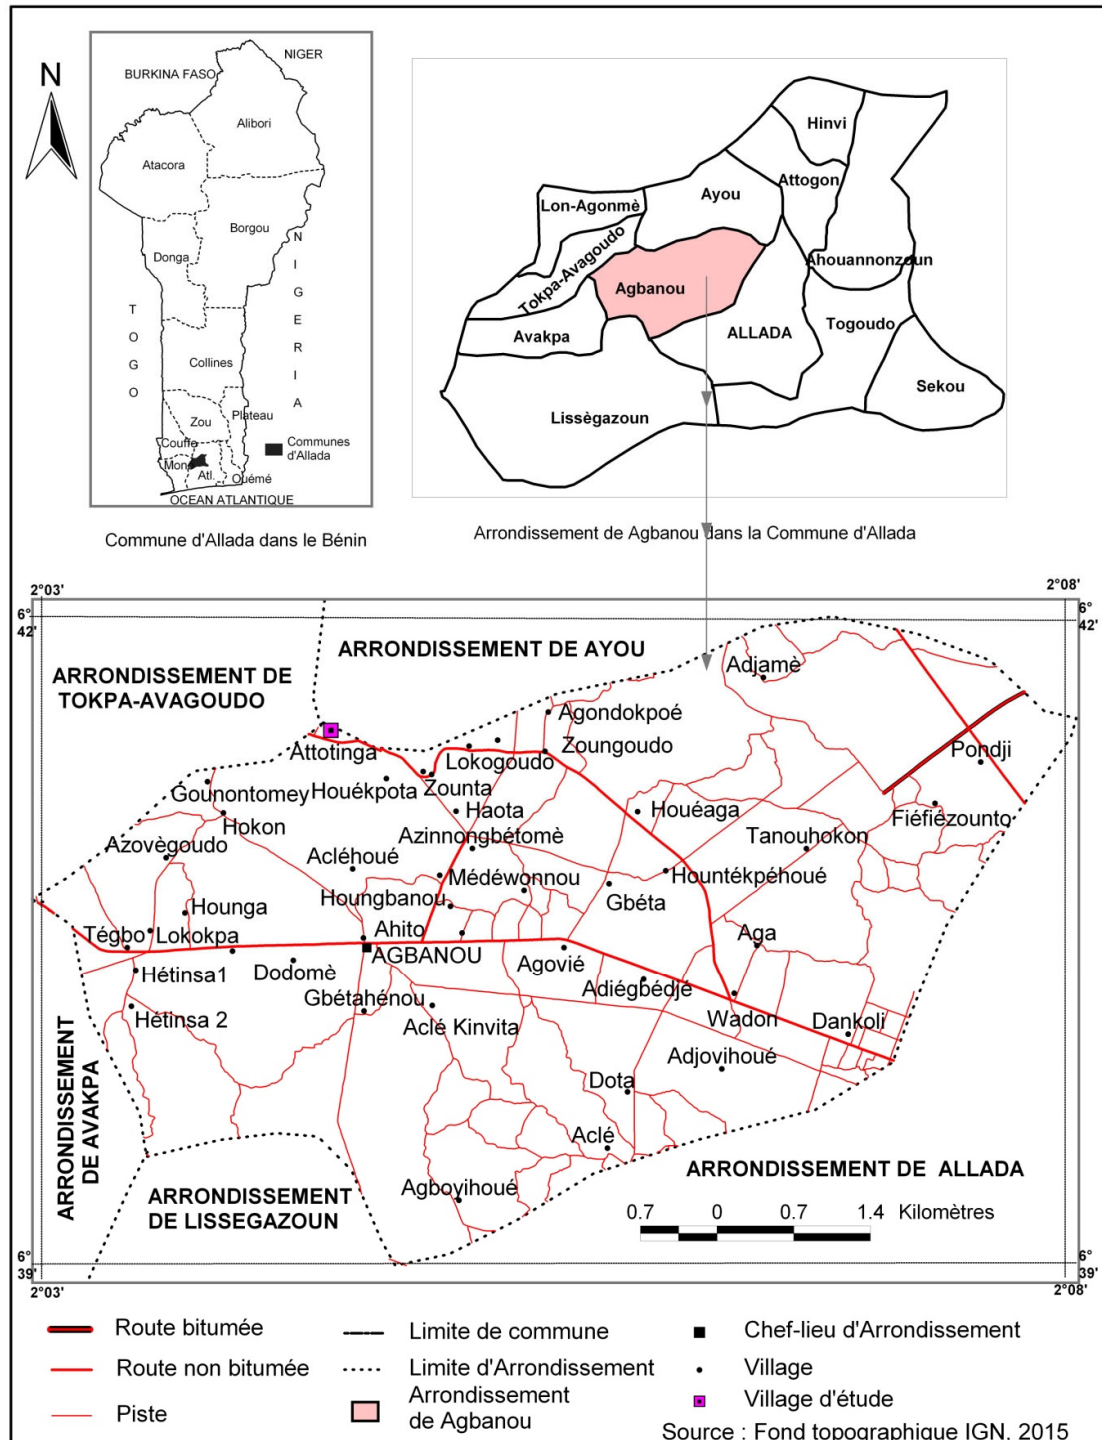 N
NIGER
BURKINA FASO
Alibori
Atacora
Borgou
Donga
NIGERIA
TOGO
Collines
Plateau
Zou
Couffo
Communes
d'Allada
Mono
Atl.
Ouémé
OCEAN ATLANTIQUE
Commune d'Allada dans le Bénin
Hinvi
Attogon
Ayou
Lon-Agonmè
Tokpa-Avagoudo
Ahouannonzoun
Agbanou
Togoudo
ALLADA
Avakpa
Sekou
Lissègazoun
Arrondissement de Agbanou dans la Commune d'Allada
2°03'
2°08'
6°
42'
6°
42'
ARRONDISSEMENT DE AYOU
ARRONDISSEMENT DE
TOKPA-AVAGOUDO
Adjamè
Agondokpoé
Zoungoudo
Attotinga
Lokogoudo
Pondji
Gounontomey
Houékpota
Zounta
Haota
Houéaga
Fiéfiézounto
Hokon
Azinnongbétomè
Tanouhokon
Azovègoudo
Acléhoué
Médéwonnou
Hountékpéhoué
Houngbanou
Gbéta
Hounga
Ahito
Aga
Tégbo
Lokokpa
AGBANOU
Agovié
Hétinsa1
Dodomè
Adiégbédjé
Gbétahénou
Hétinsa 2
Aclé Kinvita
Wadon
Dankoli
Adjovihoué
Dota
ARRONDISSEMENT
DE AVAKPA
Aclé
ARRONDISSEMENT DE ALLADA
Agbovihoué
ARRONDISSEMENT
DE LISSEGAZOUN
0.7 0 0.7 1.4 Kilomètres
6°
39'
6°
39'
2°03'
2°08'
Route bitumée
Limite de commune
Chef-lieu d'Arrondissement
Route non bitumée
Limite d'Arrondissement
Village
Piste
Arrondissement
de Agbanou
Village d'étude
Source : Fond topographique IGN, 2015